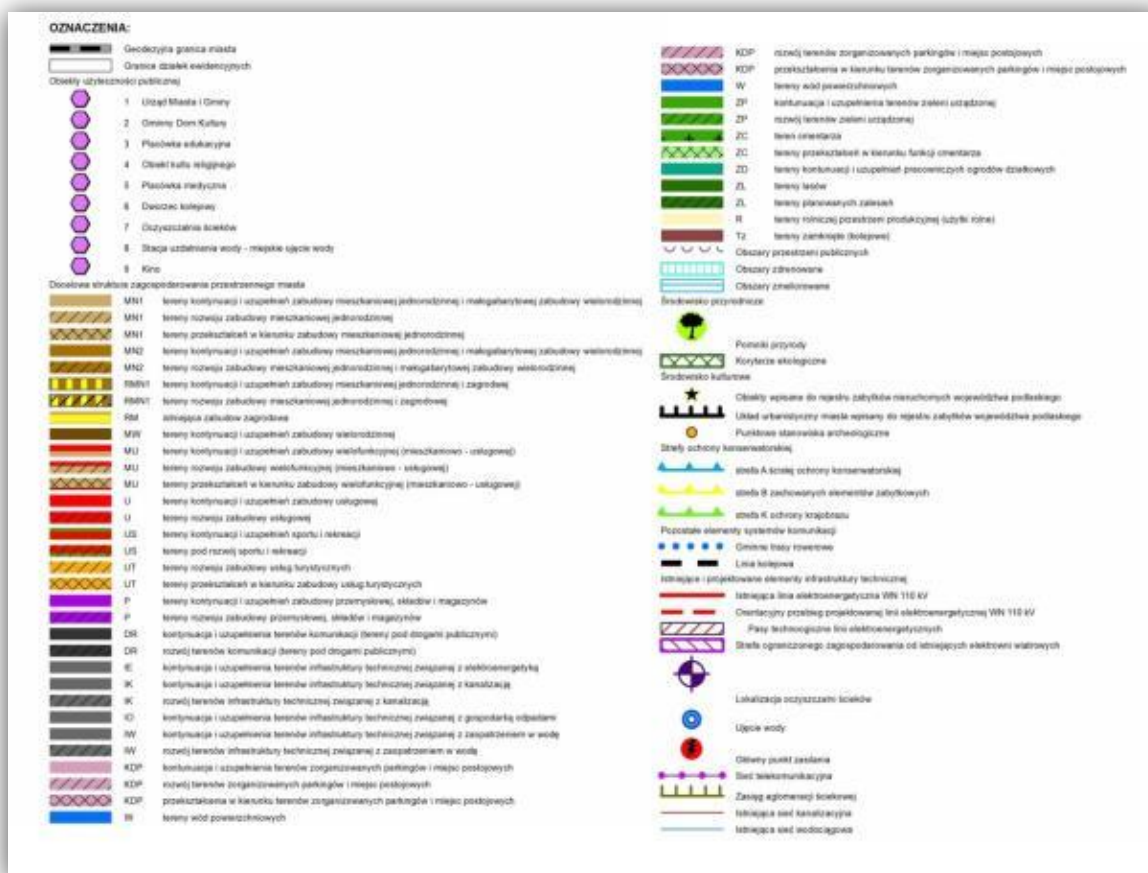 OZNACZENIA:
Geodezyjna granica miasta
Granice działek ewidencyjnych
Obiekty użyteczności publicznej
1 Urząd Miasta i Gminy
2 Gminny Dom Kultury
3 Placówka edukacyjna
4 Obiekt kultu religijnego
5 Placówka medyczna
6 Dworzec kolejowy
7 Oczyszczalnia ścieków
8 Stacja uzdatniania wody - miejskie ujęcie wody
9 Kino
Docelowa struktura zagospodarowania przestrzennego miasta
MN1 tereny kontynuacji i uzupełnień zabudowy mieszkaniowej jednorodzinnej i małogabarytowej zabudowy wielorodzinnej
MN1 tereny rozwoju zabudowy mieszkaniowej jednorodzinnej
MN1 tereny przekształceń w kierunku zabudowy mieszkaniowej jednorodzinnej
MN2 tereny kontynuacji i uzupełnień zabudowy mieszkaniowej jednorodzinnej i małogabarytowej zabudowy wielorodzinnej
MN2 tereny rozwoju zabudowy mieszkaniowej jednorodzinnej i małogabarytowej zabudowy wielorodzinnej
RMN1 tereny kontynuacji i uzupełnień zabudowy mieszkaniowej jednorodzinnej i zagrodowej
RMN1 tereny rozwoju zabudowy mieszkaniowej jednorodzinnej i zagrodowej
RM istniejąca zabudow zagrodowa
MW tereny kontynuacji i uzupełnień zabudowy wielorodzinnej
MU tereny kontynuacji i uzupełnień zabudowy wielofunkcyjnej (mieszkaniowo - usługowej)
MU tereny rozwoju zabudowy wielofunkcyjnej (mieszkaniowo - usługowej)
MU tereny przekształceń w kierunku zabudowy wielofunkcyjnej (mieszkaniowo - usługowej)
U tereny kontynuacji i uzupełnień zabudowy usługowej
U tereny rozwoju zabudowy usługowej
US tereny kontynuacji i uzupełnień sportu i rekreacji
US tereny pod rozwój sportu i rekreacji
UT tereny rozwoju zabudowy usług turystycznych
UT tereny przekształceń w kierunku zabudowy usług turystycznych
P tereny kontynuacji i uzupełnień zabudowy przemysłowej, składów i magazynów
P tereny rozwoju zabudowy przemysłowej, składów i magazynów
DR kontynuacja i uzupełnienia terenów komunikacji (tereny pod drogami publicznymi)
DR rozwój terenów komunikacji (tereny pod drogami publicznymi)
IE kontynuacja i uzupełnienia terenów infrastruktury technicznej związanej z elektroenergetyką
IK kontynuacja i uzupełnienia terenów infrastruktury technicznej związanej z kanalizacją
IK rozwój terenów infrastruktury technicznej związanej z kanalizacją
IO kontynuacja i uzupełnienia terenów infrastruktury technicznej związanej z gospodarką odpadami
IW kontynuacja i uzupełnienia terenów infrastruktury technicznej związanej z zaopatrzeniem w wodę
IW rozwój terenów infrastruktury technicznej związanej z zaopatrzeniem w wodę
KDP kontunuacja i uzupełnienia terenów zorganizowanych parkingów i miejsc postojowych
KDP rozwój terenów zorganizowanych parkingów i miejsc postojowych
KDP przekształcenia w kierunku terenów zorganizowanych parkingów i miejsc postojowych
W tereny wód powierzchniowych
KDP rozwój terenów zorganizowanych parkingów i miejsc postojowych
KDP przekształcenia w kierunku terenów zorganizowanych parkingów i miejsc postojowych
W tereny wód powierzchniowych
ZP kontunuacja i uzupełnienia terenów zieleni urządzonej
ZP rozwój terenów zieleni urządzonej
ZC teren cmentarza
ZC tereny przekształceń w kierunku funkcji cmentarza
ZD tereny kontunuacji i uzupełnień pracowniczych ogrodów działkowych
ZL tereny lasów
ZL tereny planowanych zalesień
R tereny rolniczej przestrzeni produkcyjnej (użytki rolne)
Tz tereny zamknięte (kolejowe)
Obszary przestrzeni publicznych
Obszary zdrenowane
Obszary zmeliorowane
Środowisko przyrodnicze
Pomniki przyrody
Korytarze ekologiczne
Środowisko kulturowe
Obiekty wpisane do rejestru zabytków nieruchomych województwa podlaskiego
Układ urbanistyczny miasta wpisany do rejestru zabytków województwa podlaskiego
Punktowe stanowiska archeologiczne
Strefy ochrony konserwatorskiej
strefa A ścisłej ochrony konserwatorskiej
strefa B zachowanych elementów zabytkowych
strefa K ochrony krajobrazu
Pozostałe elementy systemów komunikacji
Gminne trasy rowerowe
Linia kolejowa
Istniejące i projektowane elementy infrastruktury technicznej
Istniejąca linia elektroenergetyczna WN 110 kV
Orientacyjny przebieg projektowanej linii elektroenergetycznej WN 110 kV
Pasy technologiczne linii elektroenergetycznych
Strefa ograniczonego zagospodarowania od istniejących elektrowni wiatrowych
Lokalizacja oczyszczalni ścieków
Ujęcie wody
Główny punkt zasilania
Sieć telekomunikacyjna
Zasięg aglomeracji ściekowej
Istniejąca sieć kanalizacyjna
Istniejąca sieć wodociągowa